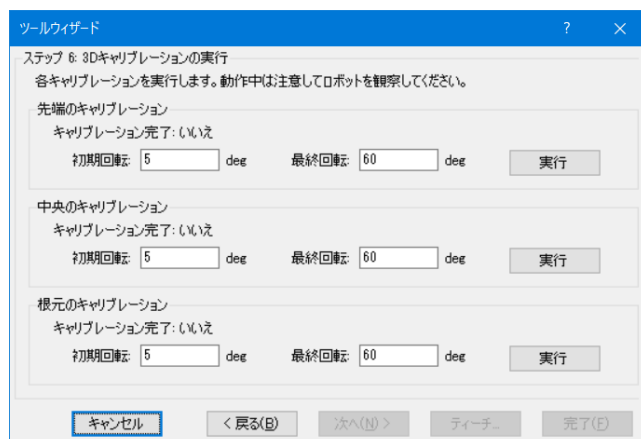 ツールウィザード ? ×
ステップ 6: 3Dキャリブレーションの実行
各キャリブレーションを実行します。動作中は注意してロボットを観察してください。
先端のキャリブレーション
キャリブレーション完了: いいえ
初期回転: 5 deg 最終回転: 60 deg 実行
中央のキャリブレーション
キャリブレーション完了: いいえ
初期回転: 5 deg 最終回転: 60 deg 実行
根元のキャリブレーション
キャリブレーション完了: いいえ
初期回転: 5 deg 最終回転: 60 deg 実行
キャンセル < 戻る(B) 次へ(N) > ティーチ... 完了(F)